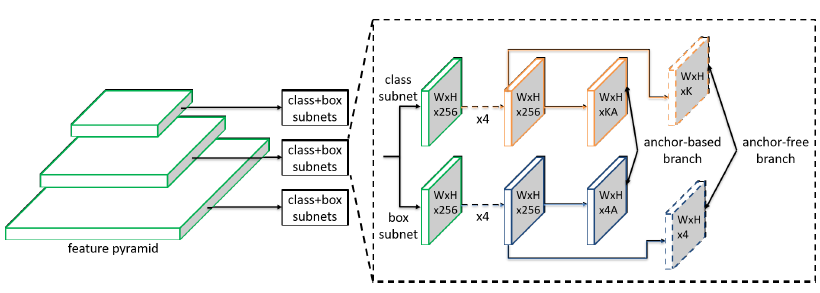 class+box
subnets
class+box
subnets
class+box
subnets
feature pyramid
class
subnet
WxH
x256
x4
WxH
x256
WxH
xKA
WxH
xK
anchor-based
branch
anchor-free
branch
box
subnet
WxH
x256
x4
WxH
x256
WxH
x4A
WxH
x4